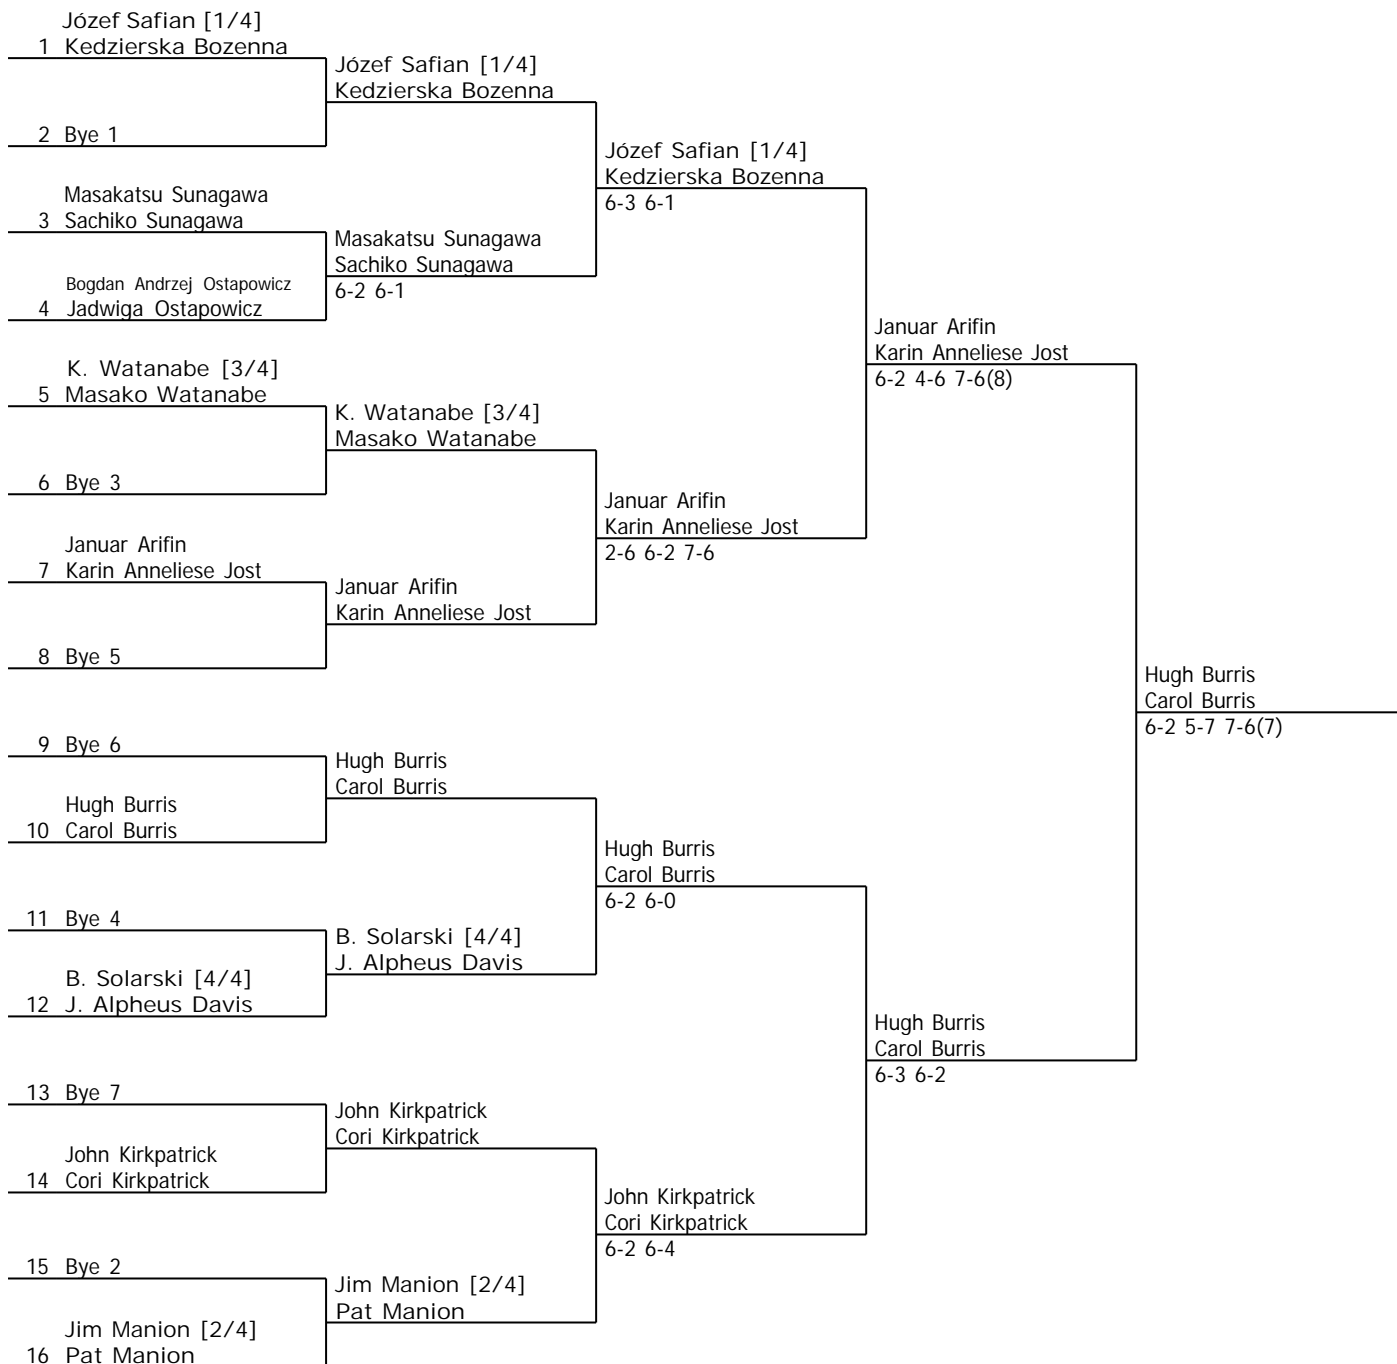 Józef Safian [1/4]
1 Kedzierska Bozenna
2 Bye 1
Masakatsu Sunagawa
3 Sachiko Sunagawa
Bogdan Andrzej Ostapowicz
4 Jadwiga Ostapowicz
K. Watanabe [3/4]
5 Masako Watanabe
6 Bye 3
Januar Arifin
7 Karin Anneliese Jost
8 Bye 5
9 Bye 6
Hugh Burris
10 Carol Burris
11 Bye 4
B. Solarski [4/4]
12 J. Alpheus Davis
13 Bye 7
John Kirkpatrick
14 Cori Kirkpatrick
15 Bye 2
Jim Manion [2/4]
16 Pat Manion
Józef Safian [1/4]
Kedzierska Bozenna
Masakatsu Sunagawa
Sachiko Sunagawa
6-2 6-1
K. Watanabe [3/4]
Masako Watanabe
Januar Arifin
Karin Anneliese Jost
Hugh Burris
Carol Burris
B. Solarski [4/4]
J. Alpheus Davis
John Kirkpatrick
Cori Kirkpatrick
Jim Manion [2/4]
Pat Manion
Józef Safian [1/4]
Kedzierska Bozenna
6-3 6-1
Januar Arifin
Karin Anneliese Jost
2-6 6-2 7-6
Hugh Burris
Carol Burris
6-2 6-0
John Kirkpatrick
Cori Kirkpatrick
6-2 6-4
Januar Arifin
Karin Anneliese Jost
6-2 4-6 7-6(8)
Hugh Burris
Carol Burris
6-3 6-2
Hugh Burris
Carol Burris
6-2 5-7 7-6(7)